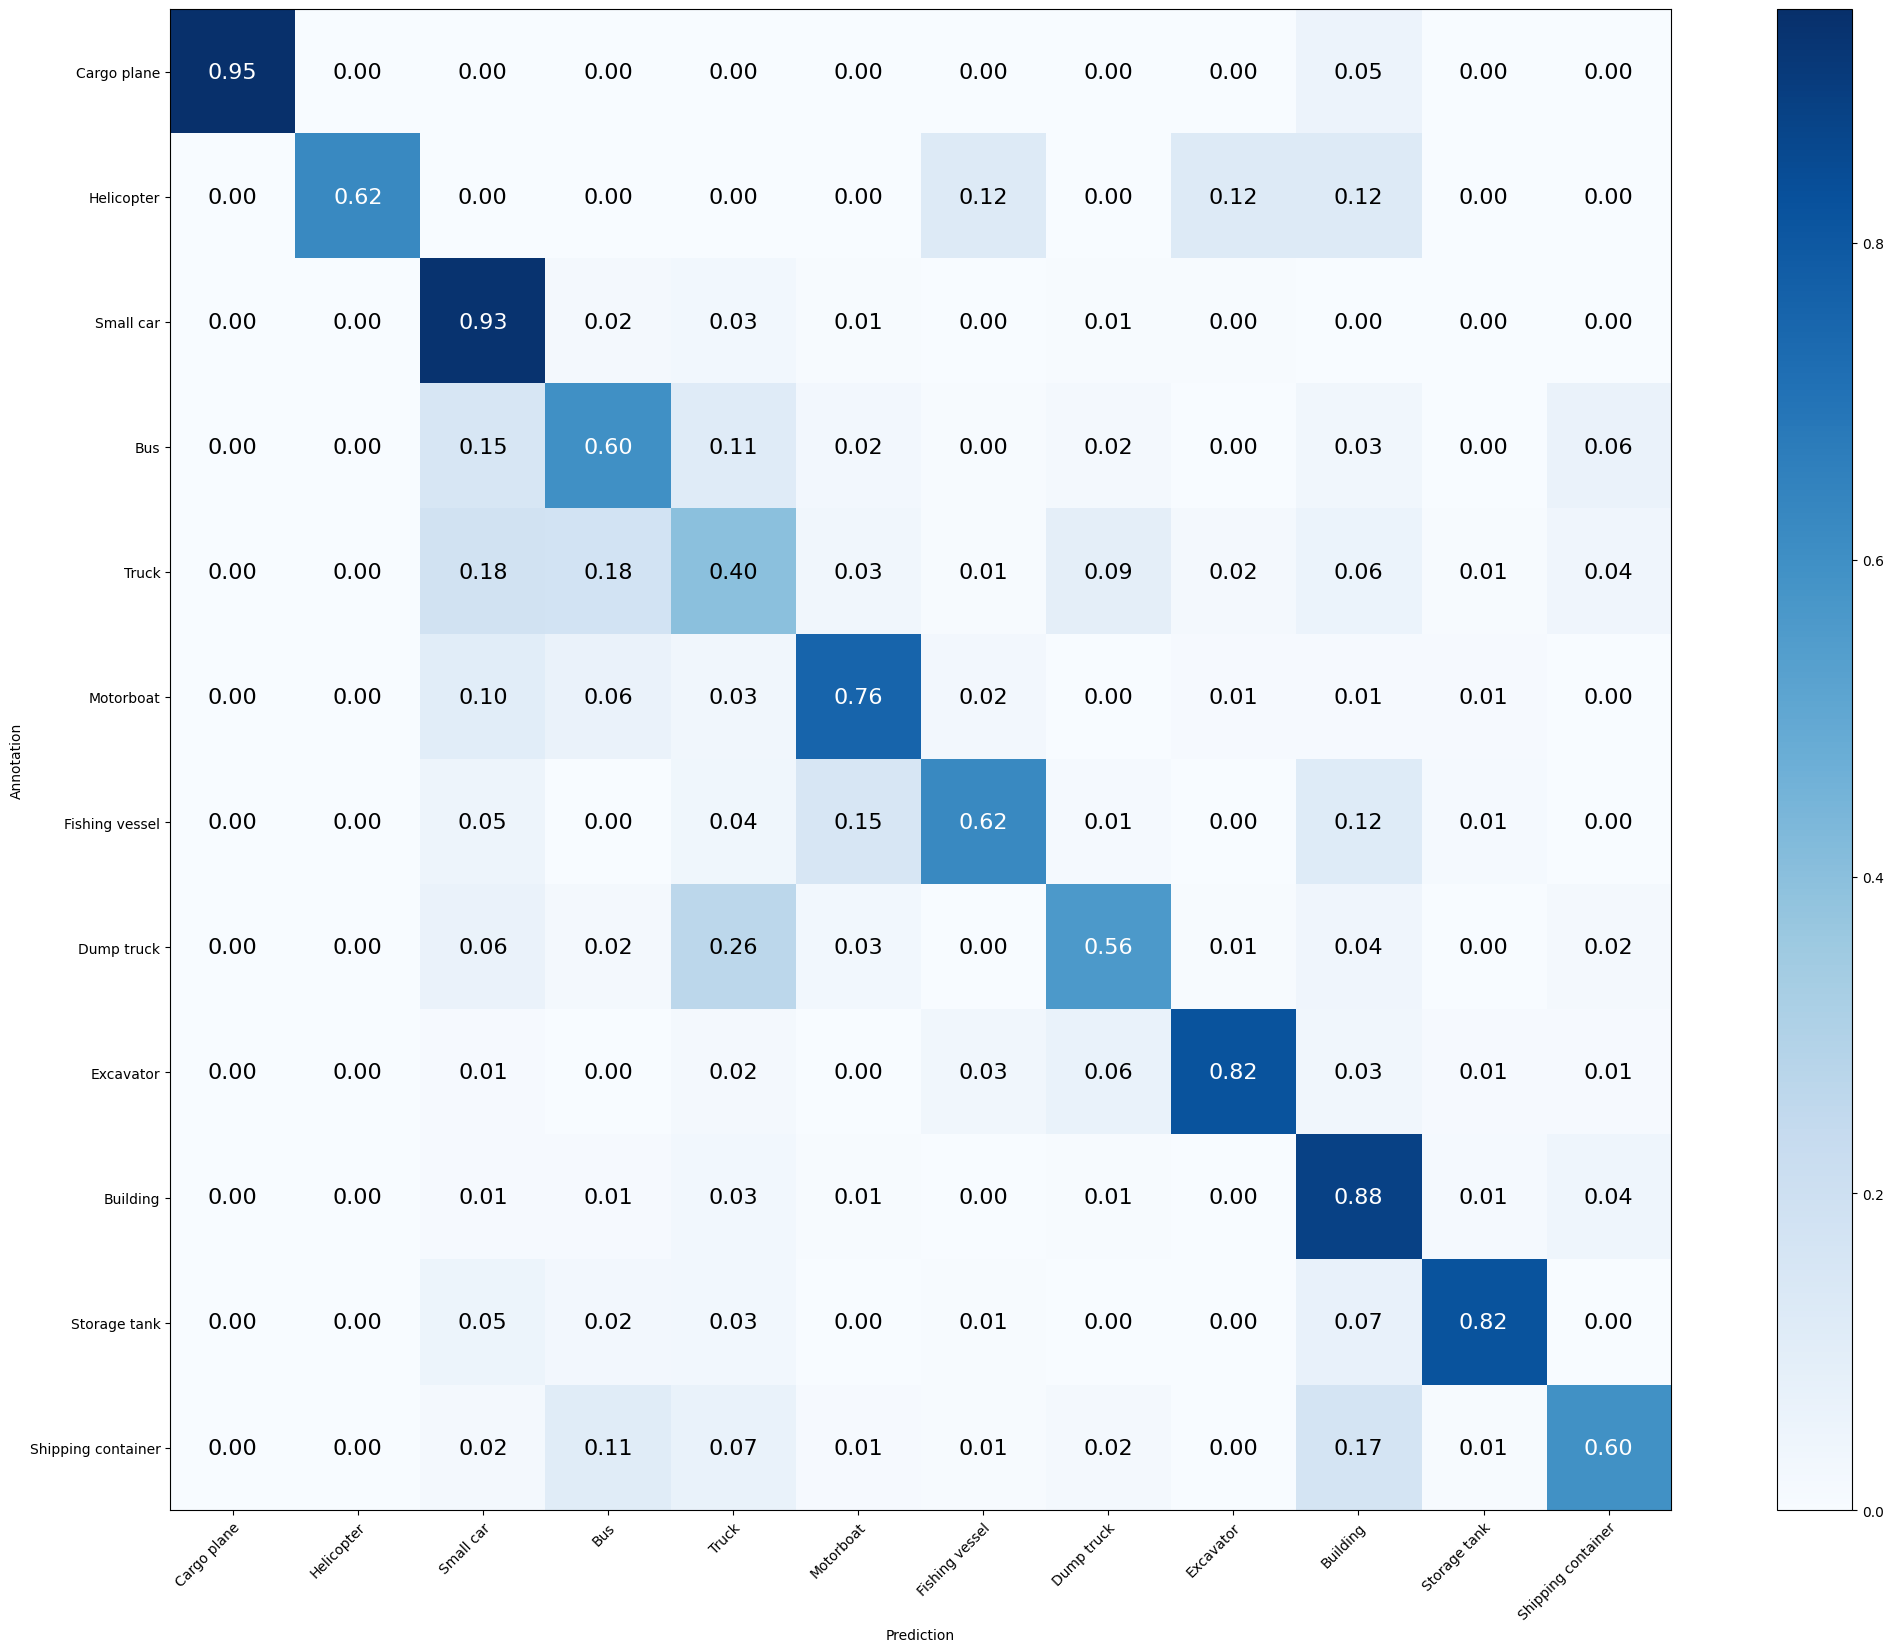 Cargo plane 0.95 0.00 0.00 0.00 0.00 0.00 0.00 0.00 0.00 0.05 0.00 0.00
Helicopter 0.00 0.62 0.00 0.00 0.00 0.00 0.12 0.00 0.12 0.12 0.00 0.00
0.8
Small car 0.00 0.00 0.93 0.02 0.03 0.01 0.00 0.01 0.00 0.00 0.00 0.00
Bus 0.00 0.00 0.15 0.60 0.11 0.02 0.00 0.02 0.00 0.03 0.00 0.06
0.6
Truck 0.00 0.00 0.18 0.18 0.40 0.03 0.01 0.09 0.02 0.06 0.01 0.04
Motorboat 0.00 0.00 0.10 0.06 0.03 0.76 0.02 0.00 0.01 0.01 0.01 0.00
Annotation
Fishing vessel 0.00 0.00 0.05 0.00 0.04 0.15 0.62 0.01 0.00 0.12 0.01 0.00
0.4
Dump truck 0.00 0.00 0.06 0.02 0.26 0.03 0.00 0.56 0.01 0.04 0.00 0.02
Excavator 0.00 0.00 0.01 0.00 0.02 0.00 0.03 0.06 0.82 0.03 0.01 0.01
Building 0.00 0.00 0.01 0.01 0.03 0.01 0.00 0.01 0.00 0.88 0.01 0.04
0.2
Storage tank 0.00 0.00 0.05 0.02 0.03 0.00 0.01 0.00 0.00 0.07 0.82 0.00
Shipping container 0.00 0.00 0.02 0.11 0.07 0.01 0.01 0.02 0.00 0.17 0.01 0.60
0.0
Cargo plane
Helicopter
Small car
Bus
Truck
Motorboat
Fishing vessel
Dump truck
Excavator
Building
Storage tank
Shipping container
Prediction